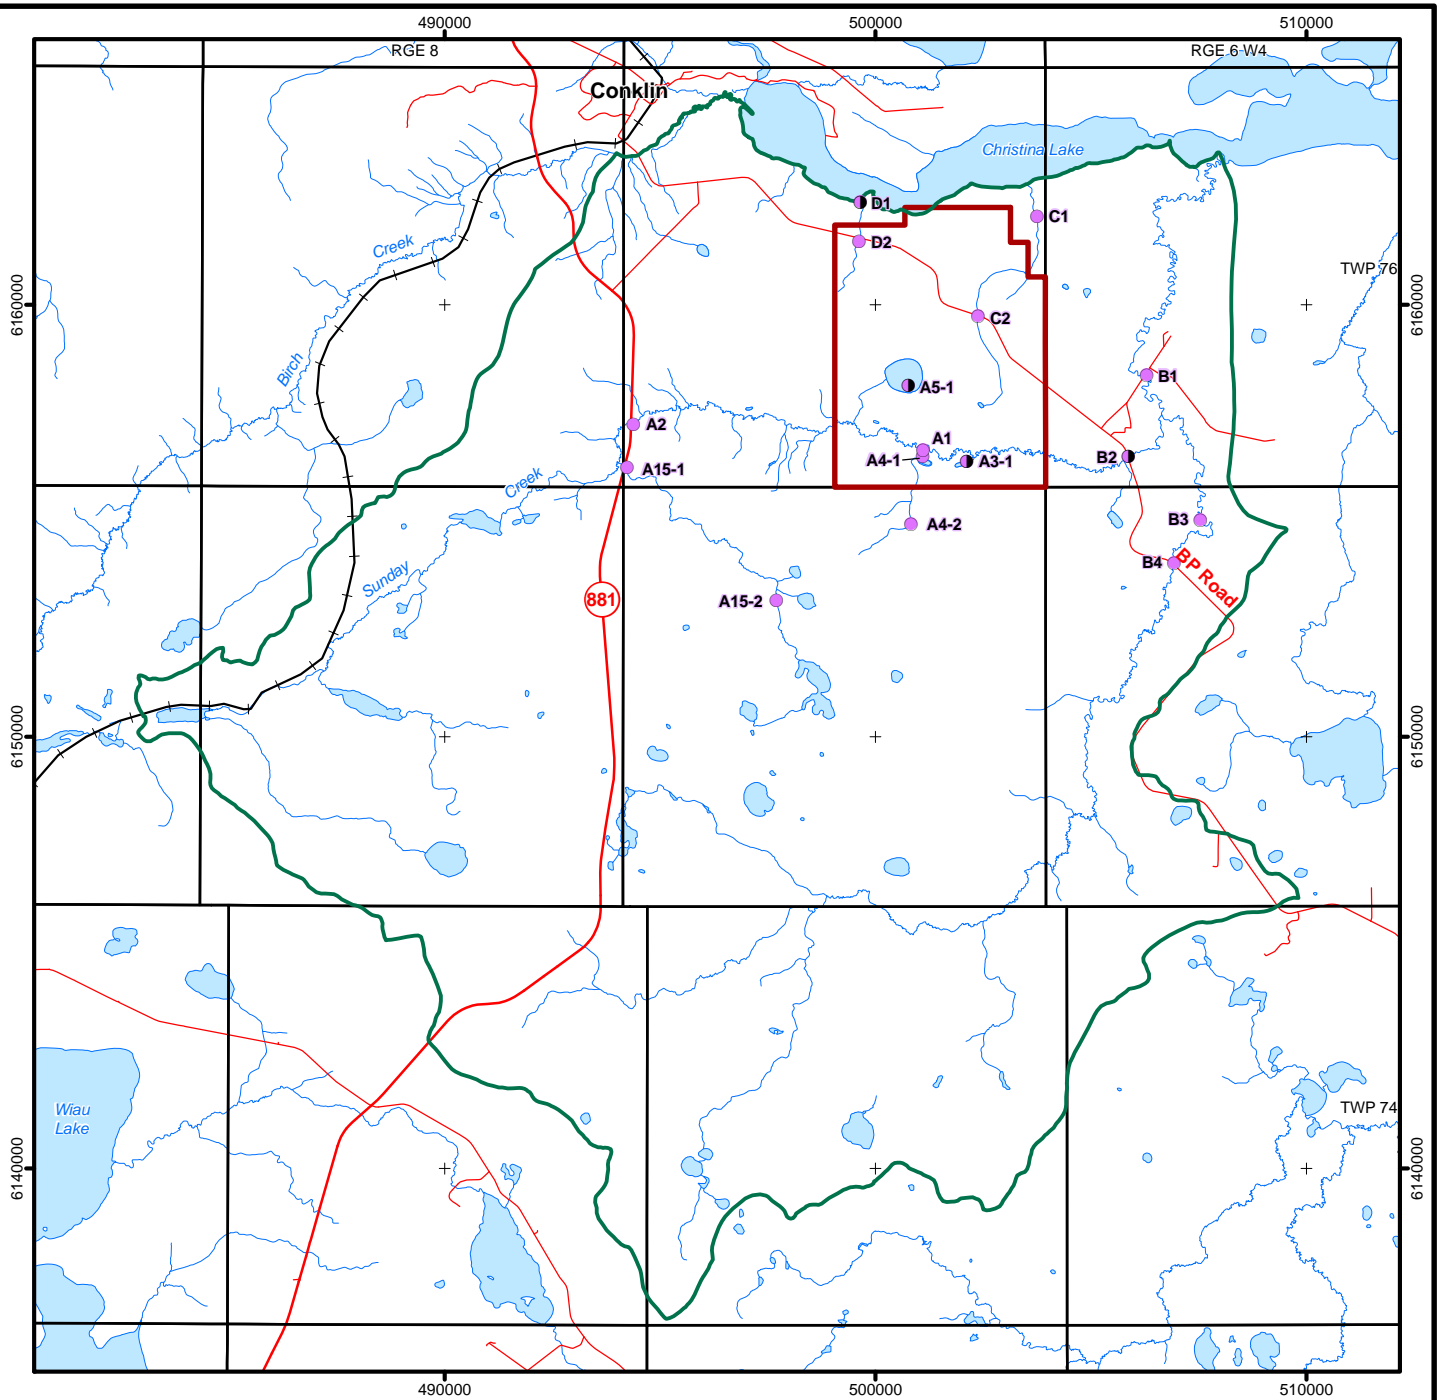 490000
500000
510000
RGE 8
RGE 6 W4
Conklin
Christina Lake
D1
C1
D2
Creek
TWP 76
6160000
6160000
C2
Birch
B1
A5-1
A2
A1
A4-1
A3-1
B2
A15-1
Creek
B3
A4-2
B4
BP Road
Sunday
881
A15-2
6150000
6150000
Wiau
Lake
TWP 74
6140000
6140000
490000
500000
510000